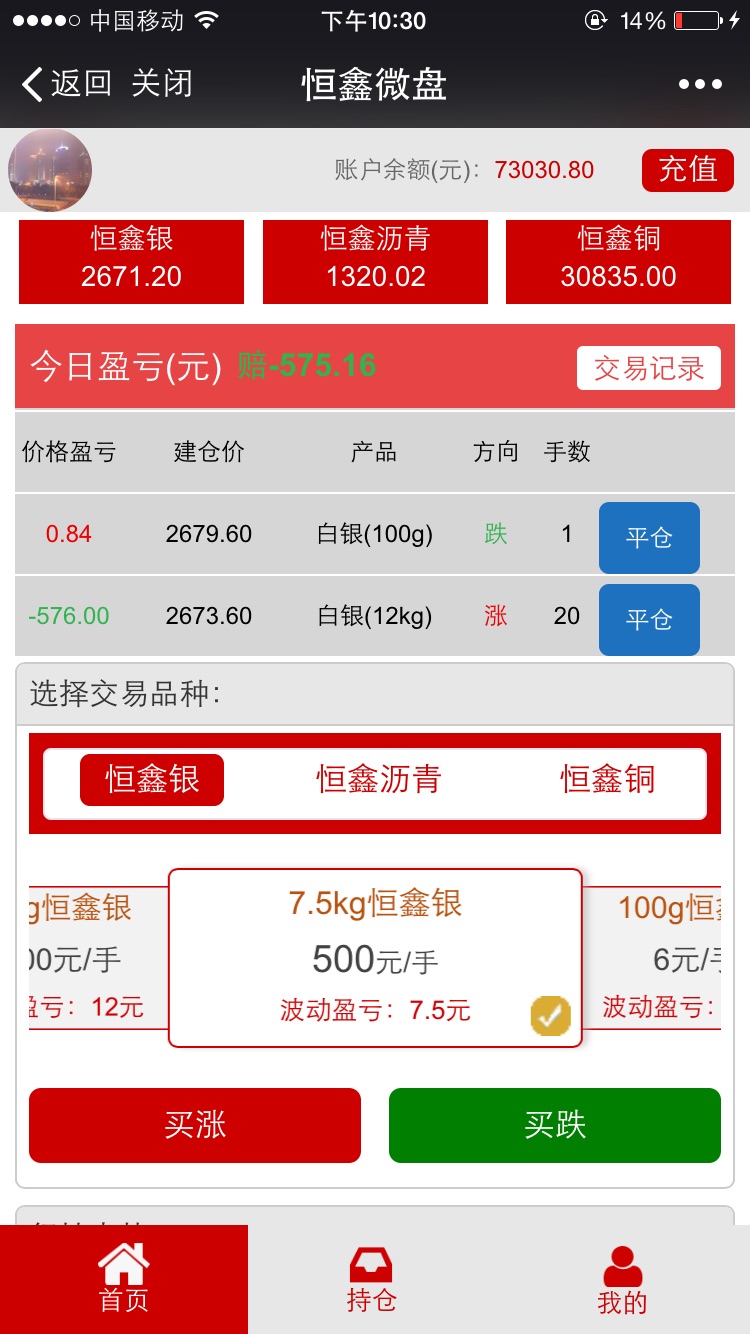 中国移动 下午10:30 14%
返回 关闭 恒鑫微盘
账户余额(元)： 73030.80 充值
恒鑫银 恒鑫沥青 恒鑫铜
2671.20 1320.02 30835.00
今日盈亏(元) 赔-575.16 交易记录
价格盈亏 建仓价 产品 方向 手数
0.84 2679.60 白银(100g) 跌 1 平仓
-576.00 2673.60 白银(12kg) 涨 20 平仓
选择交易品种：
恒鑫银 恒鑫沥青 恒鑫铜
g恒鑫银 7.5kg恒鑫银 100g恒
00元/手 500元/手 6元/手
盈亏：12元 波动盈亏：7.5元 波动盈亏：
买涨 买跌
首页 持仓 我的